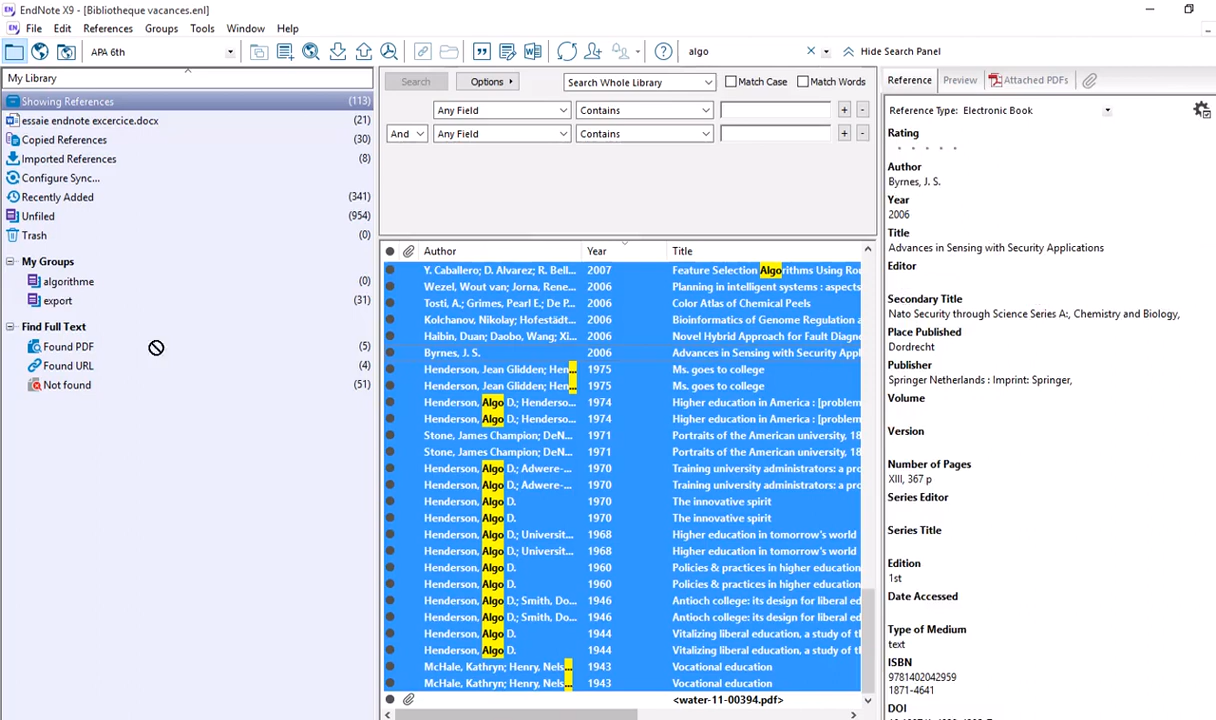 EndNote X9 - [Bibliotheque vacances.enl]
File Edit References Groups Tools Window Help
APA 6th
algo
Hide Search Panel
My Library
Showing References (113)
essaie endnote excercice.docx (21)
Copied References (30)
Imported References (8)
Configure Sync...
Recently Added (341)
Unfiled (954)
Trash (0)
My Groups
algorithme (0)
export (31)
Find Full Text
Found PDF (5)
Found URL (4)
Not found (51)
Search Options Search Whole Library Match Case Match Words
Any Field Contains + -
And Any Field Contains + -
Author Year Title
Y. Caballero; D. Alvarez; R. Bell... 2007 Feature Selection Algorithms Using Rou
Wezel, Wout van; Jorna, Rene... 2006 Planning in intelligent systems : aspects
Tosti, A.; Grimes, Pearl E.; De P... 2006 Color Atlas of Chemical Peels
Kolchanov, Nikolay; Hofestädt... 2006 Bioinformatics of Genome Regulation a
Haibin, Duan; Daobo, Wang; Xi... 2006 Novel Hybrid Approach for Fault Diagn
Byrnes, J. S. 2006 Advances in Sensing with Security Appl
Henderson, Jean Glidden; Hen... 1975 Ms. goes to college
Henderson, Jean Glidden; Hen... 1975 Ms. goes to college
Henderson, Algo D.; Henderso... 1974 Higher education in America : [problem
Henderson, Algo D.; Henderso... 1974 Higher education in America : [problem
Stone, James Champion; DeN... 1971 Portraits of the American university, 18
Stone, James Champion; DeN... 1971 Portraits of the American university, 18
Henderson, Algo D.; Adwere-... 1970 Training university administrators: a pro
Henderson, Algo D.; Adwere-... 1970 Training university administrators: a pro
Henderson, Algo D. 1970 The innovative spirit
Henderson, Algo D. 1970 The innovative spirit
Henderson, Algo D.; Universit... 1968 Higher education in tomorrow's world
Henderson, Algo D.; Universit... 1968 Higher education in tomorrow's world
Henderson, Algo D. 1960 Policies & practices in higher education
Henderson, Algo D. 1960 Policies & practices in higher education
Henderson, Algo D.; Smith, Do... 1946 Antioch college: its design for liberal ed
Henderson, Algo D.; Smith, Do... 1946 Antioch college: its design for liberal ed
Henderson, Algo D. 1944 Vitalizing liberal education, a study of th
Henderson, Algo D. 1944 Vitalizing liberal education, a study of th
McHale, Kathryn; Henry, Nels... 1943 Vocational education
McHale, Kathryn; Henry, Nels... 1943 Vocational education
<water-11-00394.pdf>
Reference Preview Attached PDFs
Reference Type: Electronic Book
Rating
Author
Byrnes, J. S.
Year
2006
Title
Advances in Sensing with Security Applications
Editor
Secondary Title
Nato Security through Science Series A:, Chemistry and Biology,
Place Published
Dordrecht
Publisher
Springer Netherlands : Imprint: Springer,
Volume
Version
Number of Pages
XIII, 367 p
Series Editor
Series Title
Edition
1st
Date Accessed
Type of Medium
text
ISBN
9781402042959
1871-4641
DOI